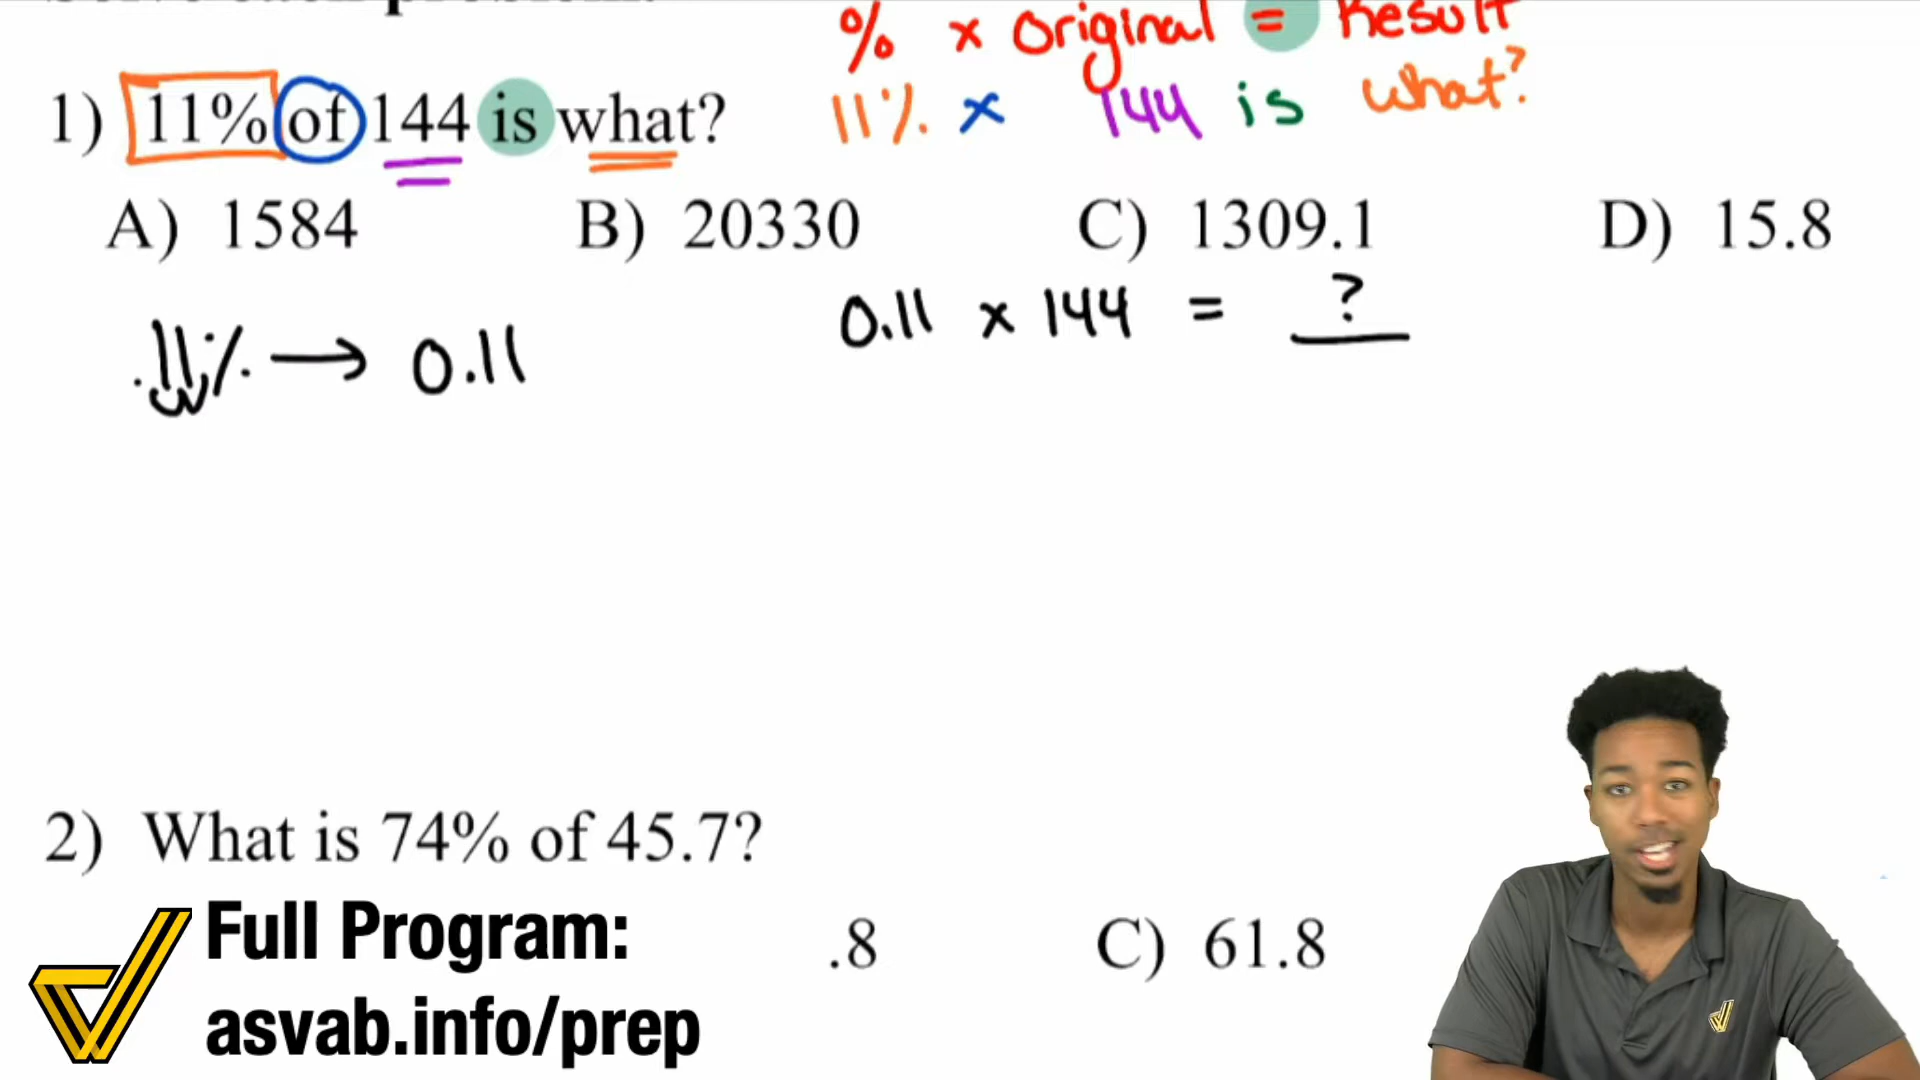 % x Original = Result
1) 11% of 144 is what?
11% x 144 is what?
A) 1584 B) 20330 C) 1309.1 D) 15.8
0.11 x 144 = ?
.11% → 0.11
2) What is 74% of 45.7?
.8 C) 61.8
Full Program:
asvab.info/prep